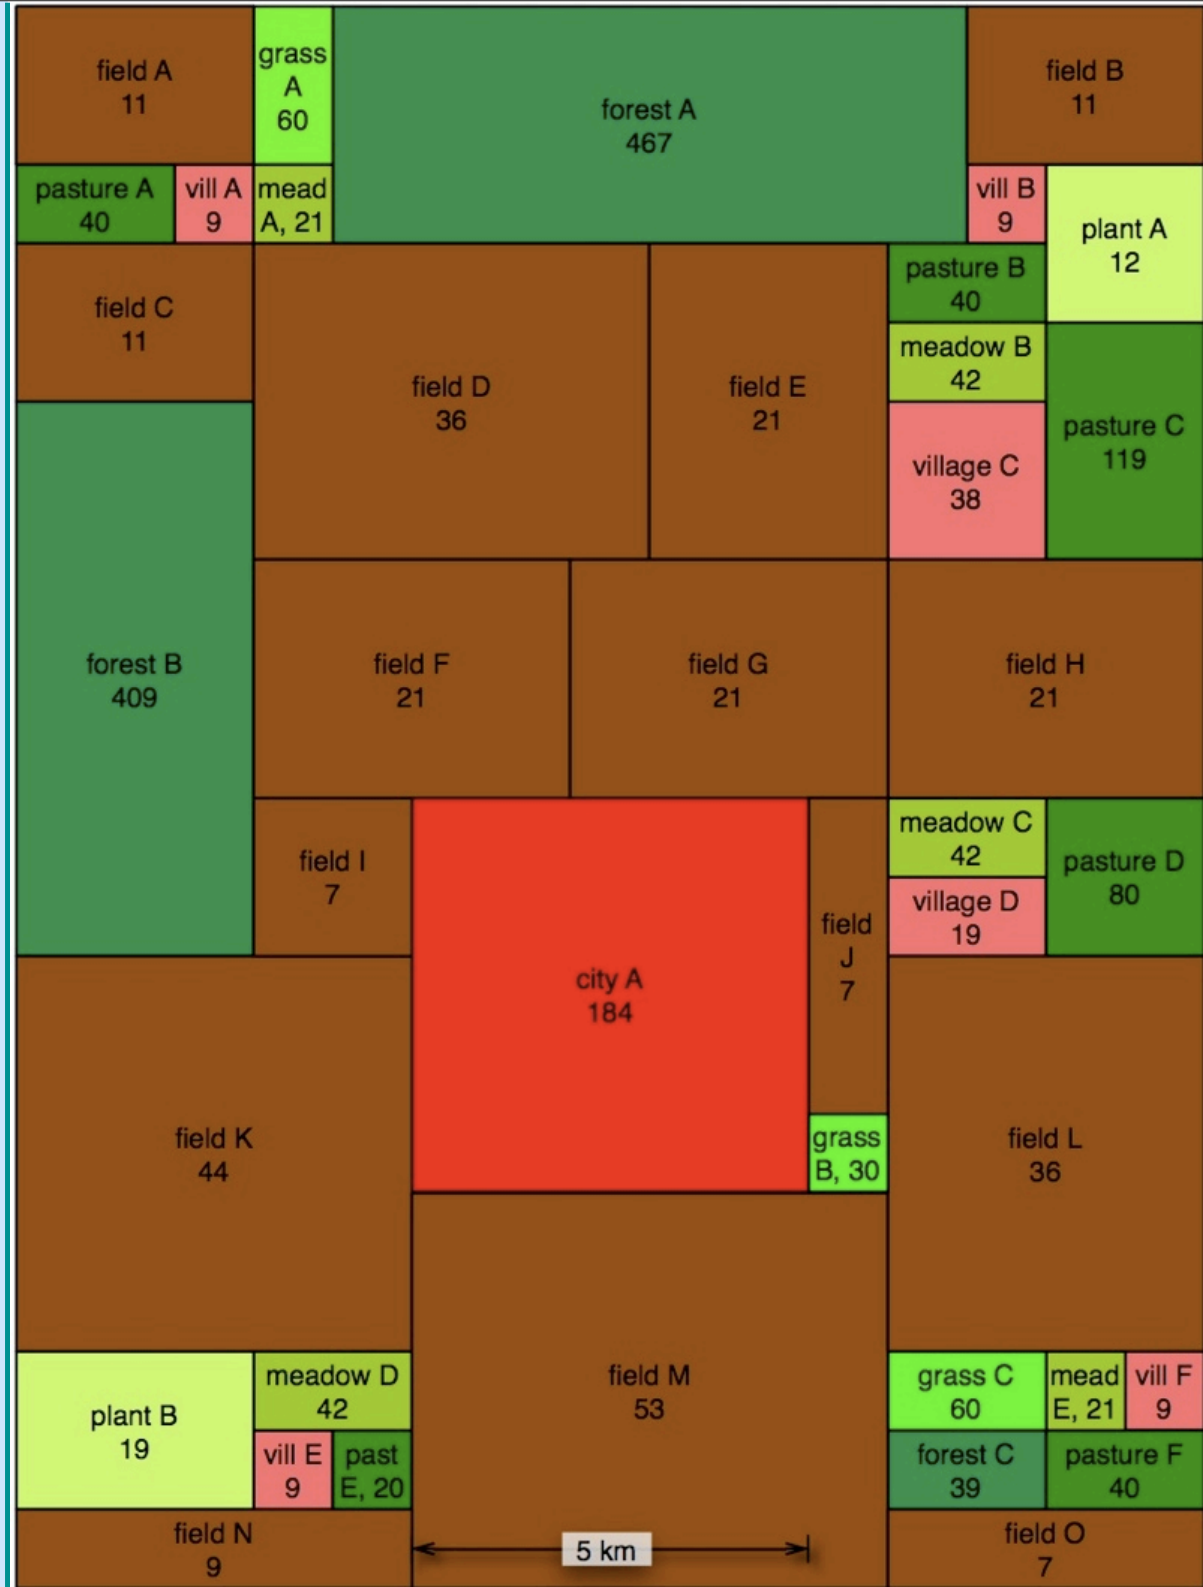 field A
11
grass
A
60
forest A
467
field B
11
pasture A
40
vill A
9
mead
A, 21
vill B
9
plant A
12
field C
11
field D
36
field E
21
pasture B
40
meadow B
42
pasture C
119
village C
38
forest B
409
field F
21
field G
21
field H
21
field I
7
city A
184
field
J
7
meadow C
42
pasture D
80
village D
19
field K
44
grass
B, 30
field L
36
plant B
19
meadow D
42
vill E
9
past
E, 20
field M
53
grass C
60
mead
E, 21
vill F
9
forest C
39
pasture F
40
field N
9
5 km
field O
7